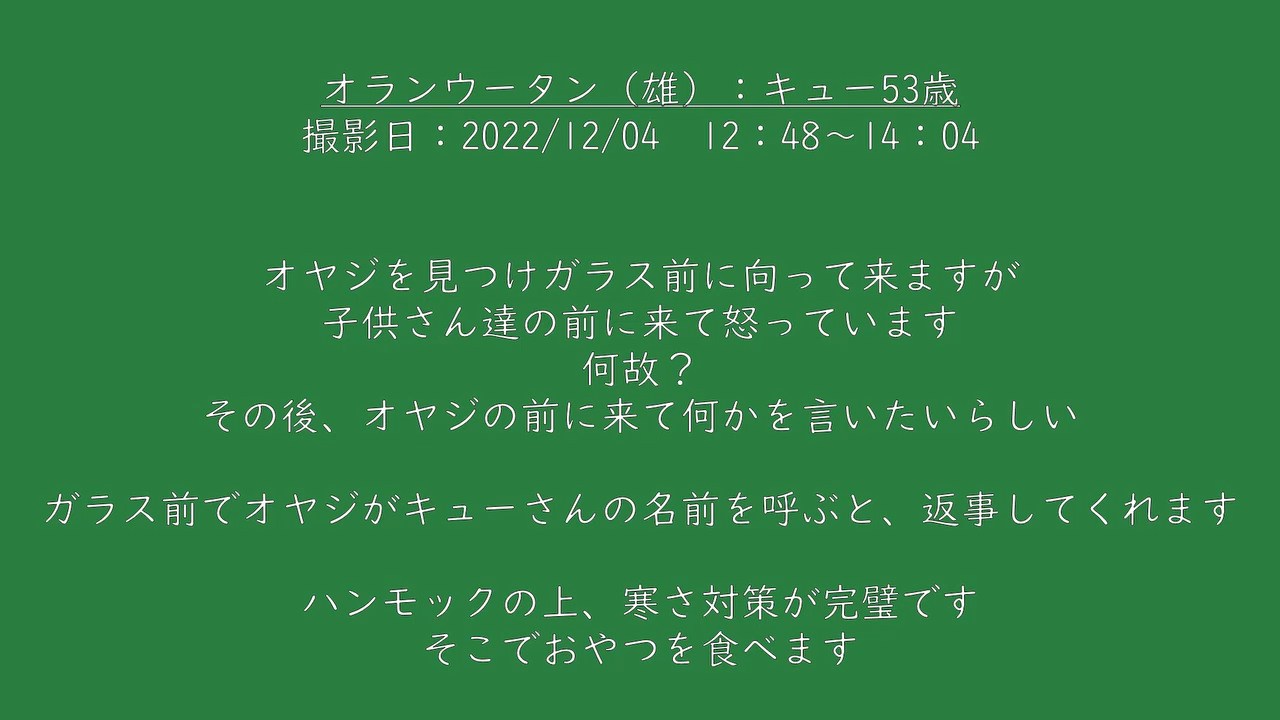 オランウータン（雄）：キュー53歳
撮影日：2022/12/04　12：48～14：04
オヤジを見つけガラス前に向って来ますが
子供さん達の前に来て怒っています
何故？
その後、オヤジの前に来て何かを言いたいらしい
ガラス前でオヤジがキューさんの名前を呼ぶと、返事してくれます
ハンモックの上、寒さ対策が完璧です
そこでおやつを食べます